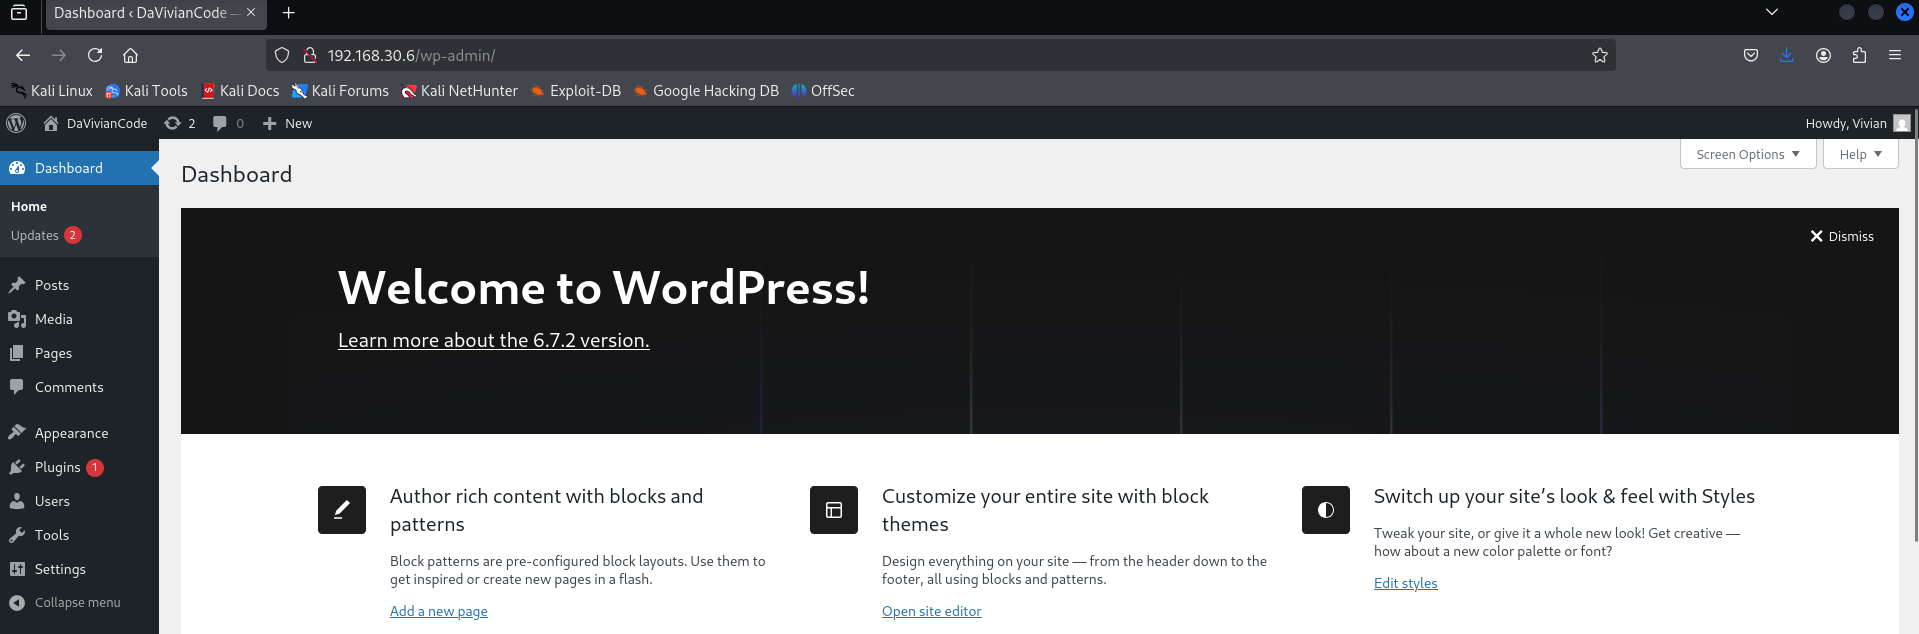 Dashboard ‹ DaVivianCode —
192.168.30.6/wp-admin/
Kali Linux Kali Tools Kali Docs Kali Forums Kali NetHunter Exploit-DB Google Hacking DB OffSec
DaVivianCode 2 0 New Howdy, Vivian
Dashboard
Home
Updates 2
Posts
Media
Pages
Comments
Appearance
Plugins 1
Users
Tools
Settings
Collapse menu
Screen Options Help
Dashboard
Dismiss
Welcome to WordPress!
Learn more about the 6.7.2 version.
Author rich content with blocks and
patterns
Block patterns are pre-configured block layouts. Use them to
get inspired or create new pages in a flash.
Add a new page
Customize your entire site with block
themes
Design everything on your site — from the header down to the
footer, all using blocks and patterns.
Open site editor
Switch up your site’s look & feel with Styles
Tweak your site, or give it a whole new look! Get creative —
how about a new color palette or font?
Edit styles